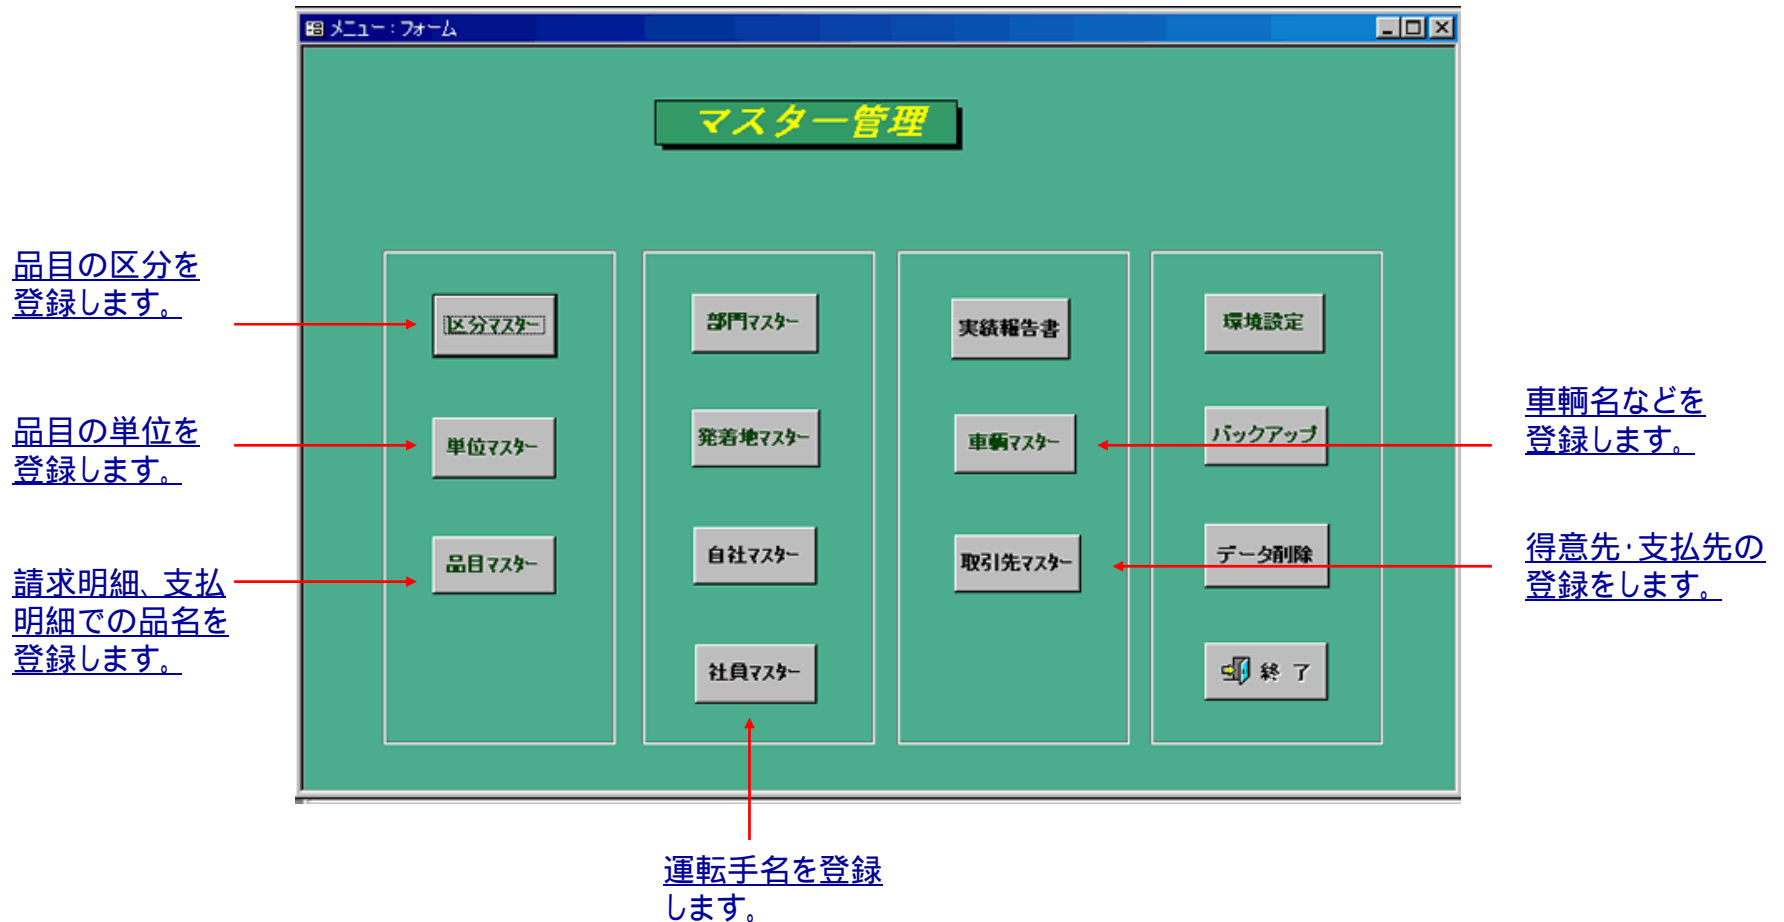 メニュー : フォーム
マスター管理
品目の区分を
登録します。
品目の単位を
登録します。
請求明細、支払
明細での品名を
登録します。
区分マスター
単位マスター
品目マスター
部門マスター
発着地マスター
自社マスター
社員マスター
実績報告書
車輌マスター
取引先マスター
環境設定
バックアップ
データ削除
終 了
車輌名などを
登録します。
得意先・支払先の
登録をします。
運転手名を登録
します。